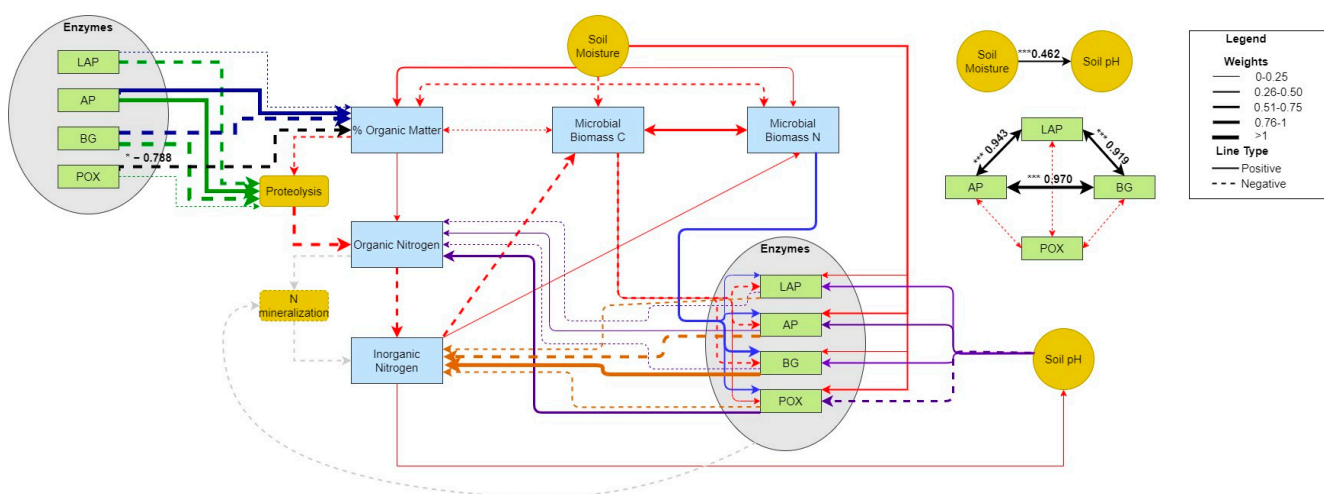 Enzymes
LAP
AP
BG
POX
* − 0.788
Proteolysis
N
mineralization
% Organic Matter
Organic Nitrogen
Inorganic
Nitrogen
Soil
Moisture
Microbial
Biomass C
Microbial
Biomass N
Enzymes
LAP
AP
BG
POX
Soil pH
Soil
Moisture
***0.462
Soil pH
LAP
*** 0.943
*** 0.919
AP
*** 0.970
BG
POX
Legend
Weights
0-0.25
0.26-0.50
0.51-0.75
0.76-1
>1
Line Type
Positive
Negative